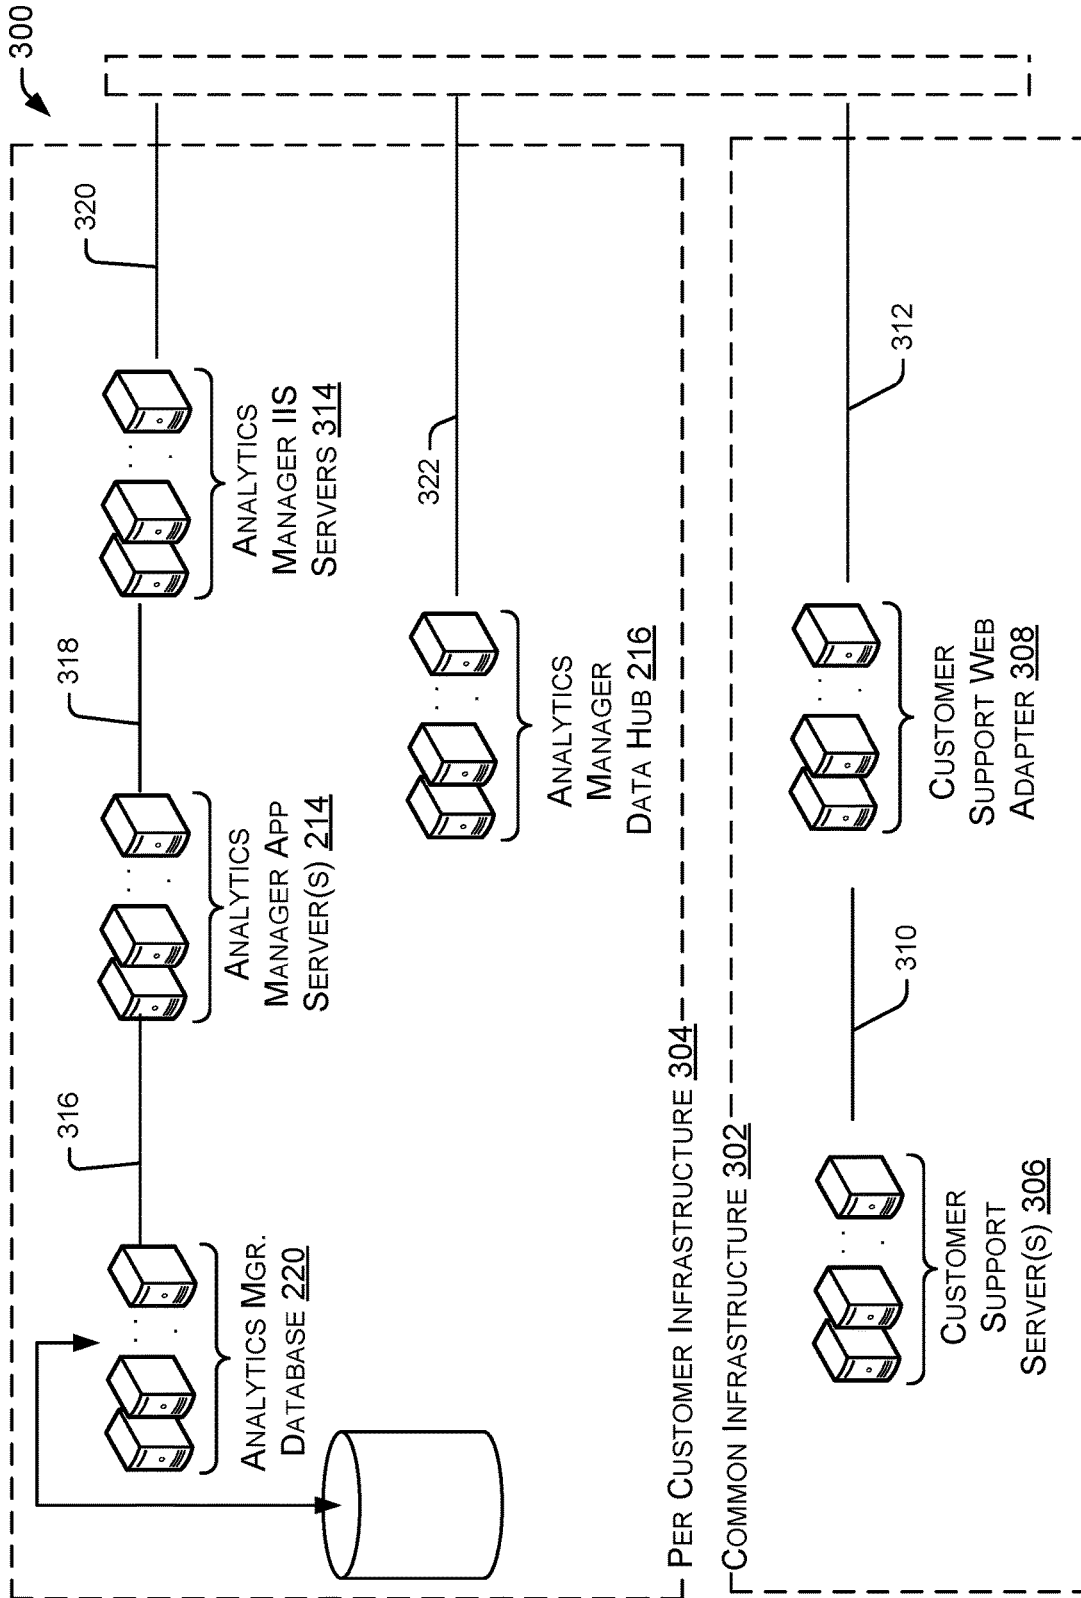 300
PER CUSTOMER INFRASTRUCTURE 304
ANALYTICS MGR.
DATABASE 220
316
ANALYTICS
MANAGER APP
SERVER(S) 214
318
ANALYTICS
MANAGER IIS
SERVERS 314
320
ANALYTICS
MANAGER
DATA HUB 216
322
COMMON INFRASTRUCTURE 302
CUSTOMER
SUPPORT
SERVER(S) 306
310
CUSTOMER
SUPPORT WEB
ADAPTER 308
312